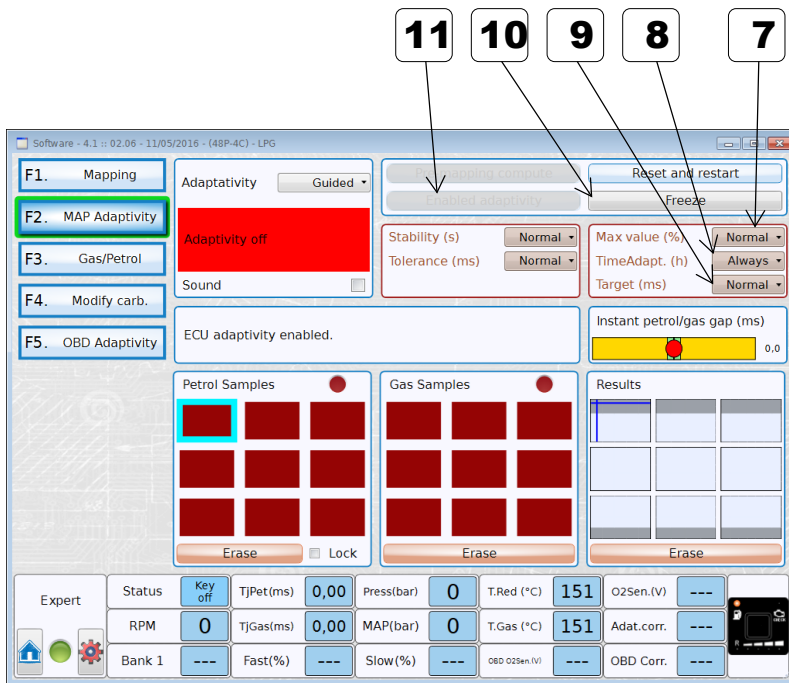 11 10 9 8 7
Software - 4.1 :: 02.06 - 11/05/2016 - (48P-4C) - LPG
F1. Mapping
F2. MAP Adaptivity
F3. Gas/Petrol
F4. Modify carb.
F5. OBD Adaptivity
Adaptativity Guided
Adaptivity off
Sound
Pre-mapping compute
Reset and restart
Enabled adaptivity
Freeze
Stability (s) Normal
Tolerance (ms) Normal
Max value (%) Normal
TimeAdapt. (h) Always
Target (ms) Normal
ECU adaptivity enabled.
Instant petrol/gas gap (ms)
0,0
Petrol Samples
Erase Lock
Gas Samples
Erase
Results
Erase
Expert
Status Key off TjPet(ms) 0,00 Press(bar) 0 T.Red (°C) 151 O2Sen.(V) ---
RPM 0 TjGas(ms) 0,00 MAP(bar) 0 T.Gas (°C) 151 Adat.corr. ---
Bank 1 --- Fast(%) --- Slow(%) --- OBD O2Sen.(V) --- OBD Corr. ---
R